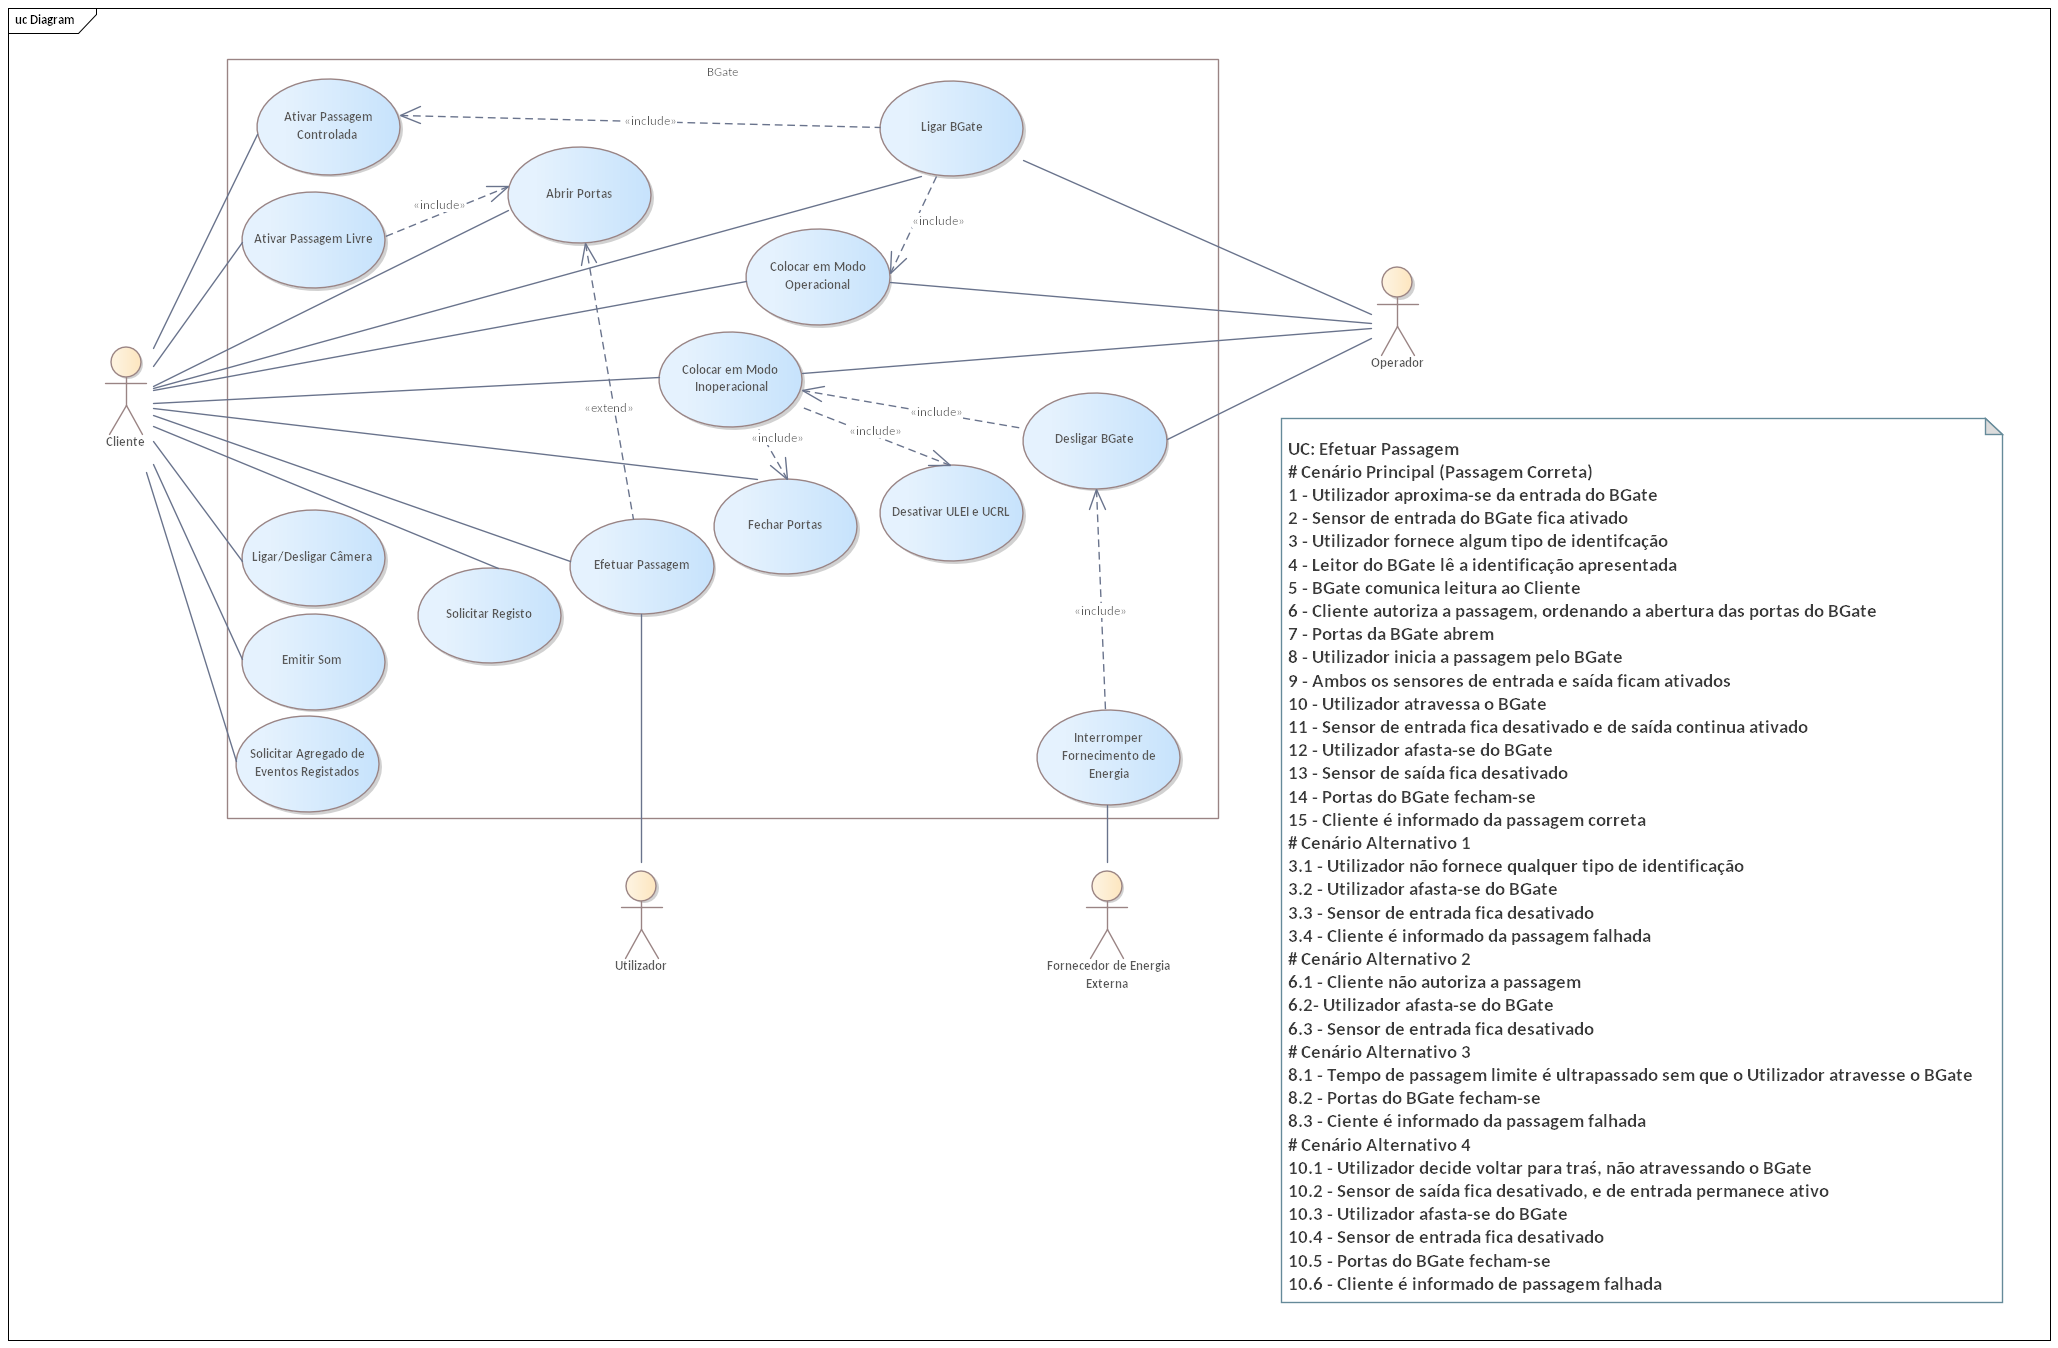 uc Diagram
BGate
Ativar Passagem
Controlada
«include»
Ligar BGate
Abrir Portas
«include»
Ativar Passagem Livre
«include»
Colocar em Modo
Operacional
Operador
Colocar em Modo
Inoperacional
Cliente
«extend»
«include»
«include»
«include»
Desligar BGate
Fechar Portas
Desativar ULEI e UCRL
Ligar/Desligar Câmera
Efetuar Passagem
Solicitar Registo
«include»
Emitir Som
Solicitar Agregado de
Eventos Registados
Interromper
Fornecimento de
Energia
Utilizador
Fornecedor de Energia
Externa
UC: Efetuar Passagem
# Cenário Principal (Passagem Correta)
1 - Utilizador aproxima-se da entrada do BGate
2 - Sensor de entrada do BGate fica ativado
3 - Utilizador fornece algum tipo de identifcação
4 - Leitor do BGate lê a identificação apresentada
5 - BGate comunica leitura ao Cliente
6 - Cliente autoriza a passagem, ordenando a abertura das portas do BGate
7 - Portas da BGate abrem
8 - Utilizador inicia a passagem pelo BGate
9 - Ambos os sensores de entrada e saída ficam ativados
10 - Utilizador atravessa o BGate
11 - Sensor de entrada fica desativado e de saída continua ativado
12 - Utilizador afasta-se do BGate
13 - Sensor de saída fica desativado
14 - Portas do BGate fecham-se
15 - Cliente é informado da passagem correta
# Cenário Alternativo 1
3.1 - Utilizador não fornece qualquer tipo de identificação
3.2 - Utilizador afasta-se do BGate
3.3 - Sensor de entrada fica desativado
3.4 - Cliente é informado da passagem falhada
# Cenário Alternativo 2
6.1 - Cliente não autoriza a passagem
6.2- Utilizador afasta-se do BGate
6.3 - Sensor de entrada fica desativado
# Cenário Alternativo 3
8.1 - Tempo de passagem limite é ultrapassado sem que o Utilizador atravesse o BGate
8.2 - Portas do BGate fecham-se
8.3 - Ciente é informado da passagem falhada
# Cenário Alternativo 4
10.1 - Utilizador decide voltar para traś, não atravessando o BGate
10.2 - Sensor de saída fica desativado, e de entrada permanece ativo
10.3 - Utilizador afasta-se do BGate
10.4 - Sensor de entrada fica desativado
10.5 - Portas do BGate fecham-se
10.6 - Cliente é informado de passagem falhada